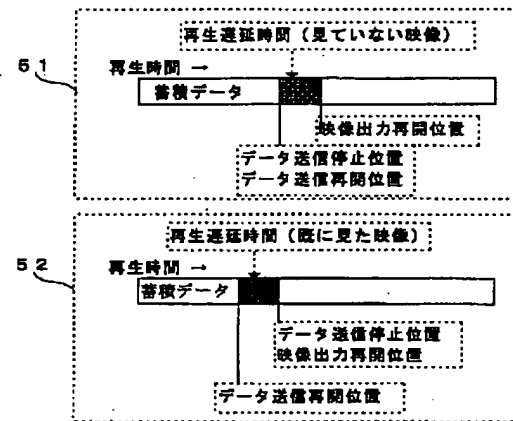 51
再生遅延時間（見ていない映像）
再生時間 →
蓄積データ
映像出力再開位置
データ送信停止位置
データ送信再開位置
52
再生遅延時間（既に見た映像）
再生時間 →
蓄積データ
データ送信停止位置
映像出力再開位置
データ送信再開位置